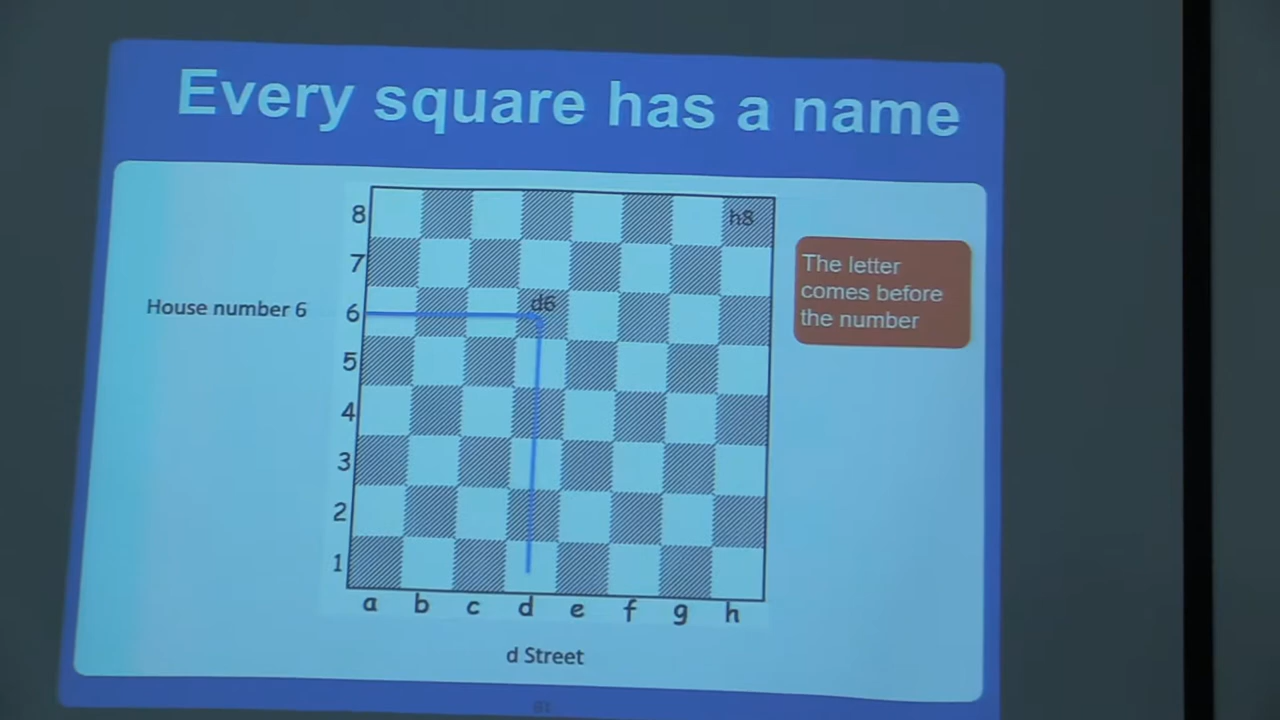 Every square has a name
8
h8
7
The letter
comes before
the number
House number 6
6
d6
5
4
3
2
1
a b c d e f g h
d Street